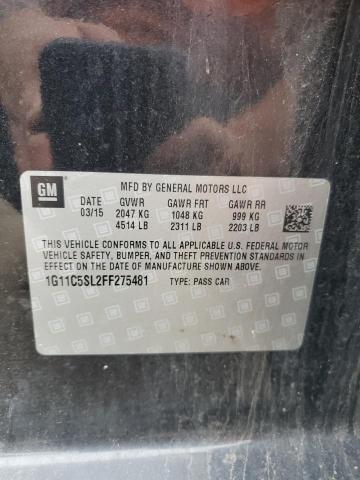 GM
MFD BY GENERAL MOTORS LLC
DATE GVWR GAWR FRT GAWR RR
03/15 2047 KG 1048 KG 999 KG
4514 LB 2311 LB 2203 LB
THIS VEHICLE CONFORMS TO ALL APPLICABLE U.S. FEDERAL MOTOR
VEHICLE SAFETY, BUMPER, AND THEFT PREVENTION STANDARDS
IN EFFECT ON THE DATE OF MANUFACTURE SHOWN ABOVE.
1G11C5SL2FF275481 TYPE: PASS CAR